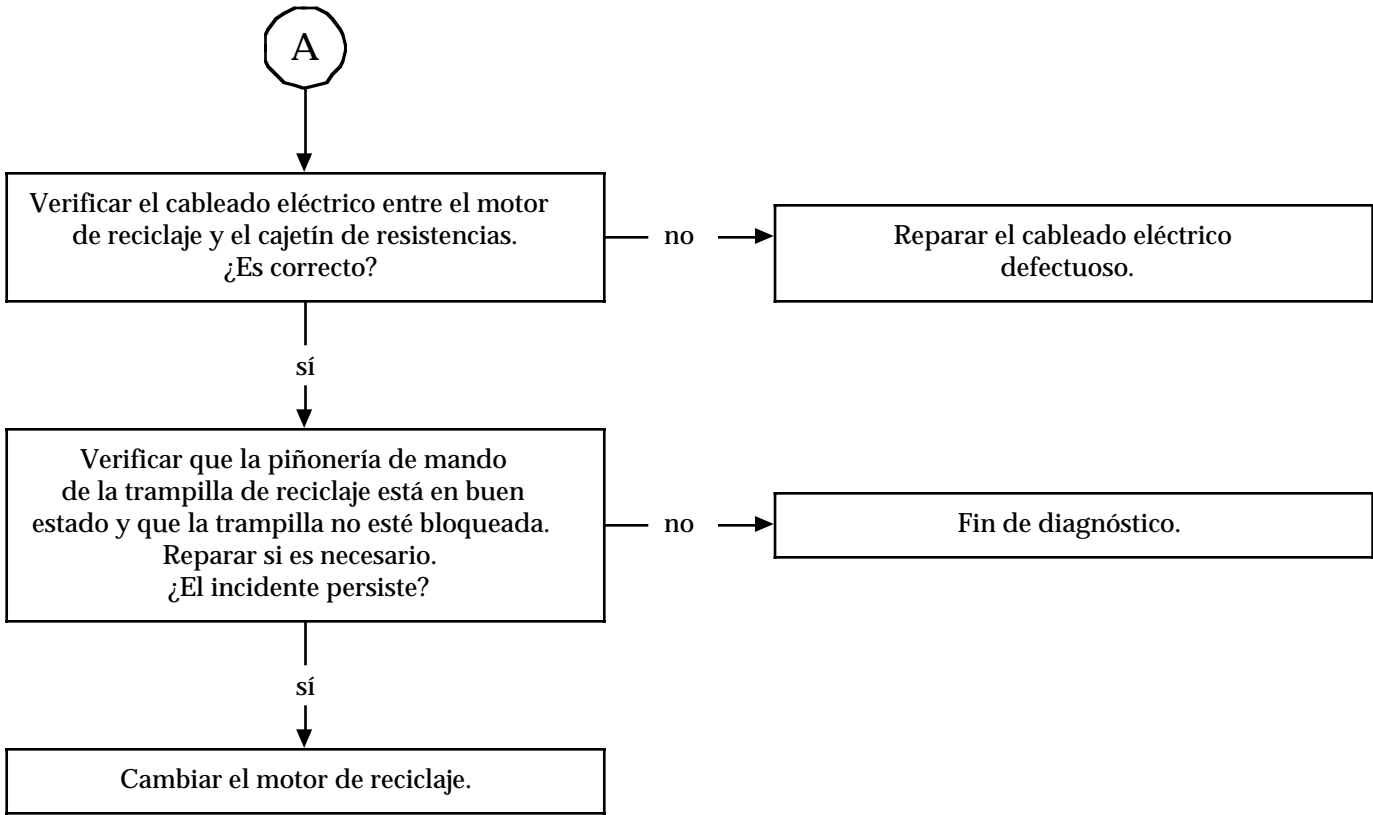 A
Verificar el cableado eléctrico entre el motor
de reciclaje y el cajetín de resistencias.
¿Es correcto?
no
Reparar el cableado eléctrico
defectuoso.
sí
Verificar que la piñonería de mando
de la trampilla de reciclaje está en buen
estado y que la trampilla no esté bloqueada.
Reparar si es necesario.
¿El incidente persiste?
no
Fin de diagnóstico.
sí
Cambiar el motor de reciclaje.